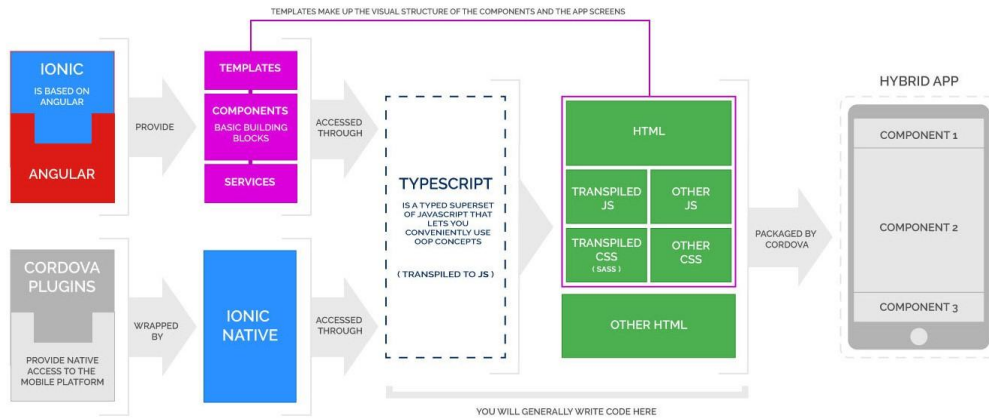 TEMPLATES MAKE UP THE VISUAL STRUCTURE OF THE COMPONENTS AND THE APP SCREENS
IONIC
IS BASED ON
ANGULAR
ANGULAR
PROVIDE
TEMPLATES
COMPONENTS
BASIC BUILDING
BLOCKS
SERVICES
ACCESSED
THROUGH
CORDOVA
PLUGINS
PROVIDE NATIVE
ACCESS TO THE
MOBILE PLATFORM
WRAPPED
BY
IONIC
NATIVE
ACCESSED
THROUGH
TYPESCRIPT
IS A TYPED SUPERSET
OF JAVASCRIPT THAT
LETS YOU
CONVENIENTLY USE
OOP CONCEPTS
( TRANSPILED TO JS )
HTML
TRANSPILED
JS
OTHER
JS
TRANSPILED
CSS
( SASS )
OTHER
CSS
OTHER HTML
YOU WILL GENERALLY WRITE CODE HERE
PACKAGED BY
CORDOVA
HYBRID APP
COMPONENT 1
COMPONENT 2
COMPONENT 3